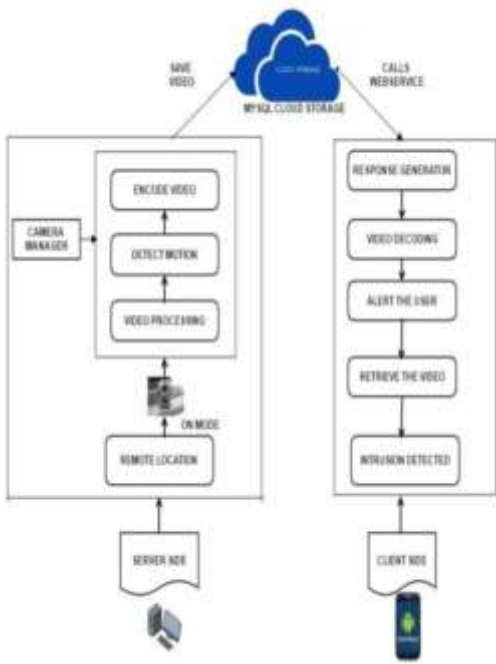 SAVE
VIDEO
CALLS
WEBSERVICE
MYSQL CLOUD STORAGE
ENCODE VIDEO
CAMERA
MANAGER
DETECT MOTION
VIDEO PROCESSING
ON MODE
REMOTE LOCATION
SERVER SIDE
RESPONSE GENERATOR
VIDEO DECODING
ALERT THE USER
RETRIEVE THE VIDEO
INTRUSION DETECTED
CLIENT SIDE